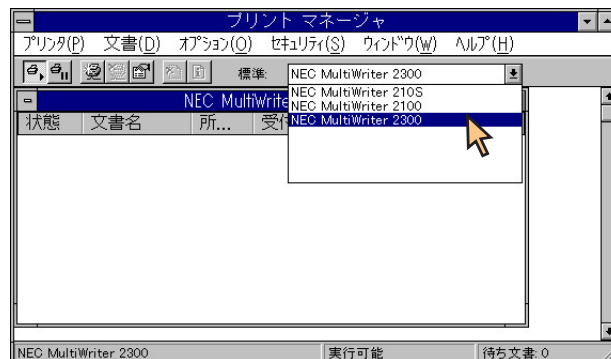 プリント マネージャ
プリンタ(P) 文書(D) オプション(O) セキュリティ(S) ウィンドウ(W) ヘルプ(H)
標準: NEC MultiWriter 2300
NEC MultiWrite
NEC MultiWriter 210S
NEC MultiWriter 2100
NEC MultiWriter 2300
状態 文書名 所... 受付
NEC MultiWriter 2300 実行可能 待ち文書:0